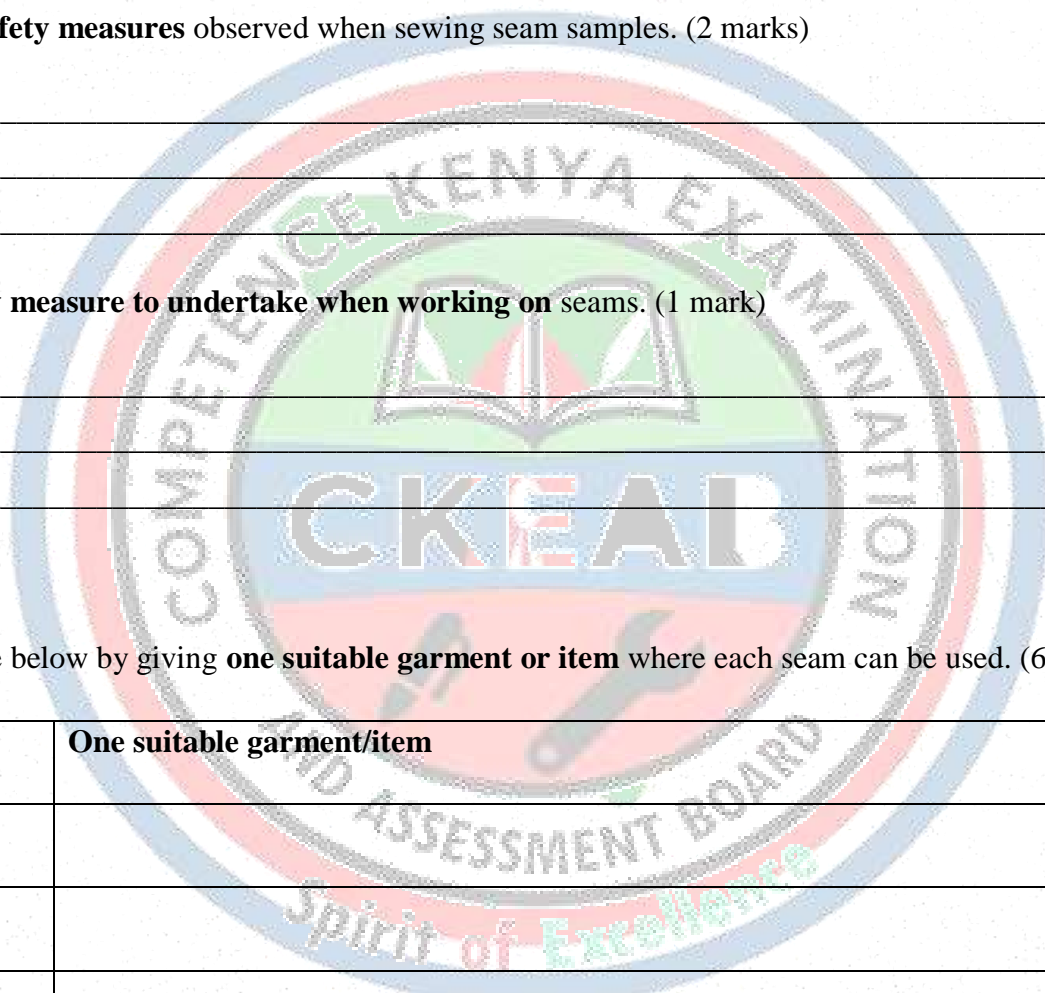 fety measures observed when sewing seam samples. (2 marks)
measure to undertake when working on seams. (1 mark)
COMPETENCE KENYA EXAMINATION
CKEAB
below by giving one suitable garment or item where each seam can be used. (6
One suitable garment/item
AND ASSESSMENT BOARD
Spirit of Excellence